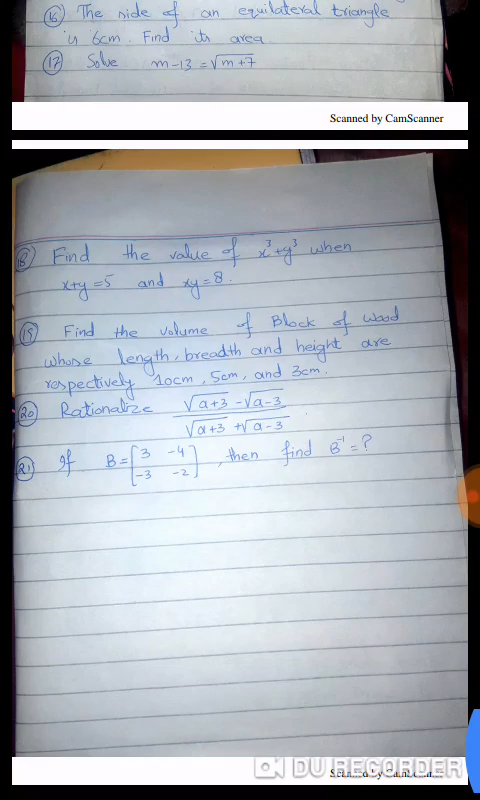 16 The side of an equilateral triangle
is 6cm. Find its area
17 Solve m-13 = √m+7
Scanned by CamScanner
18 Find the value of x³+y³ when
x+y=5 and xy=8.
19 Find the volume of Block of wood
whose length, breadth and height are
respectively 10cm, 5cm, and 3cm.
20 Rationalize √a+3 - √a-3 / √a+3 + √a-3
21 If B = [3 -4
-3 -2], then find B⁻¹=?
DU RECORDER
Scanned by CamScanner